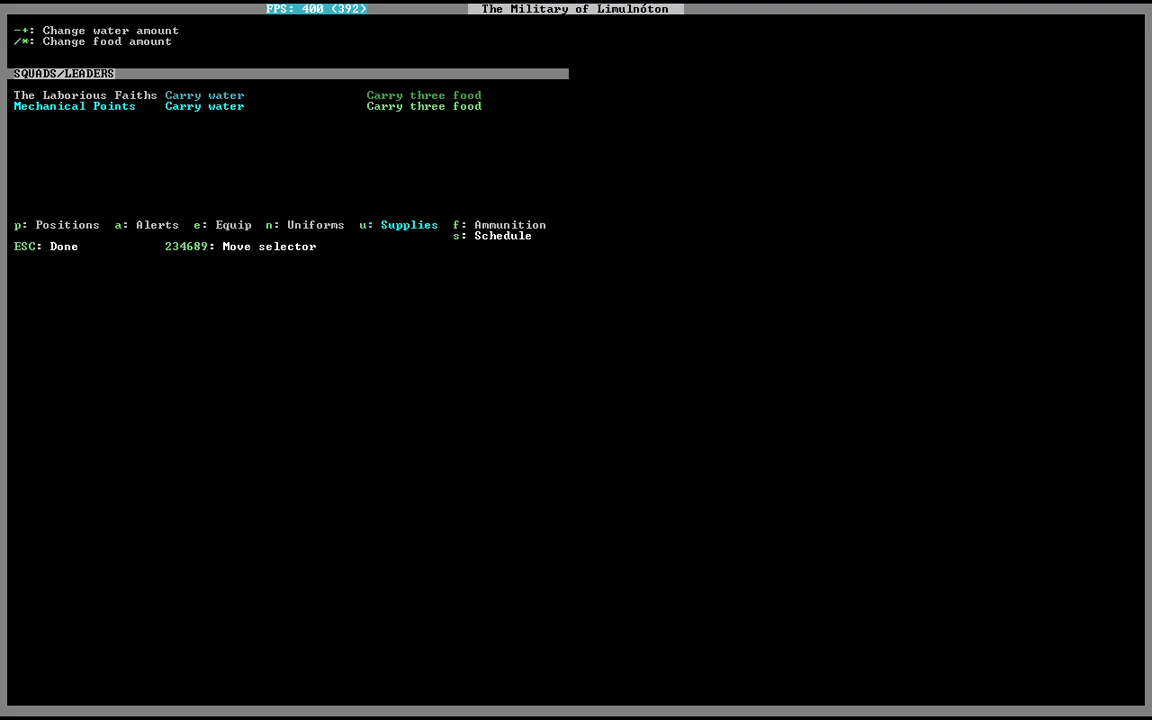 FPS: 400 (392) The Military of Limulnóton
-+: Change water amount
/*: Change food amount
SQUADS/LEADERS
The Laborious Faiths Carry water Carry three food
Mechanical Points Carry water Carry three food
p: Positions a: Alerts e: Equip n: Uniforms u: Supplies f: Ammunition
s: Schedule
ESC: Done 234689: Move selector